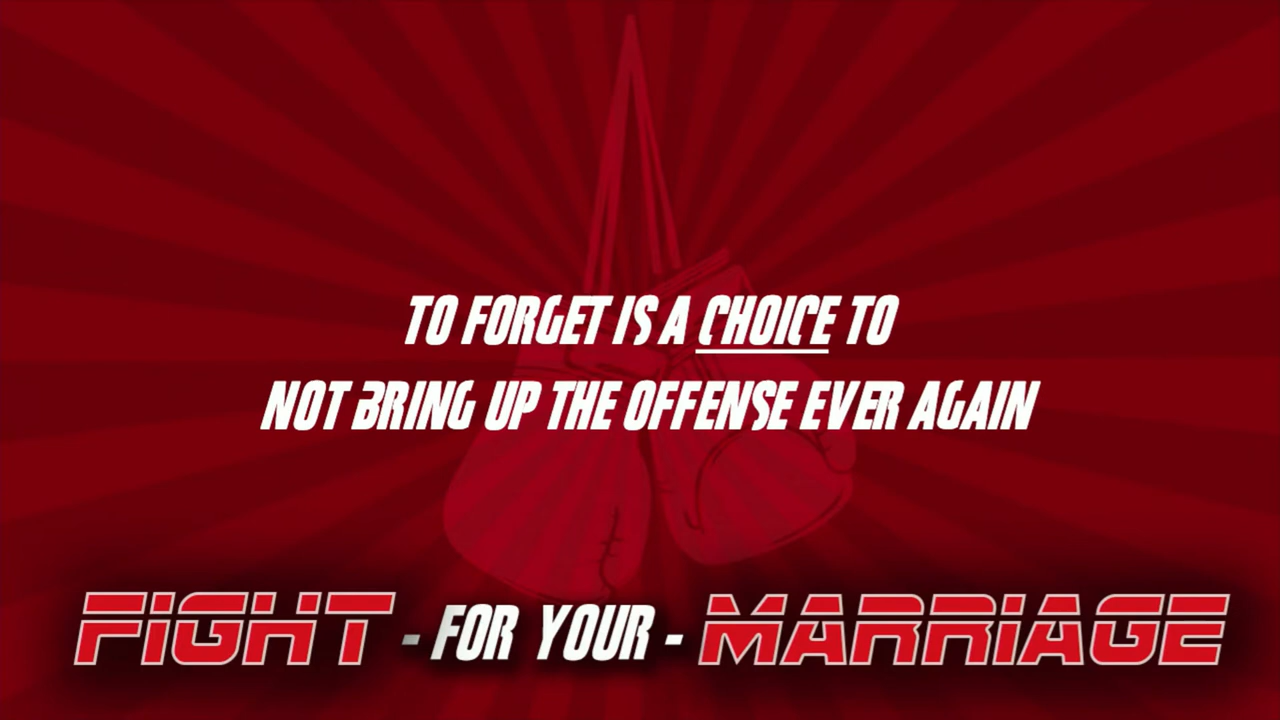 TO FORGET IS A CHOICE TO
NOT BRING UP THE OFFENSE EVER AGAIN
FIGHT - FOR YOUR - MARRIAGE